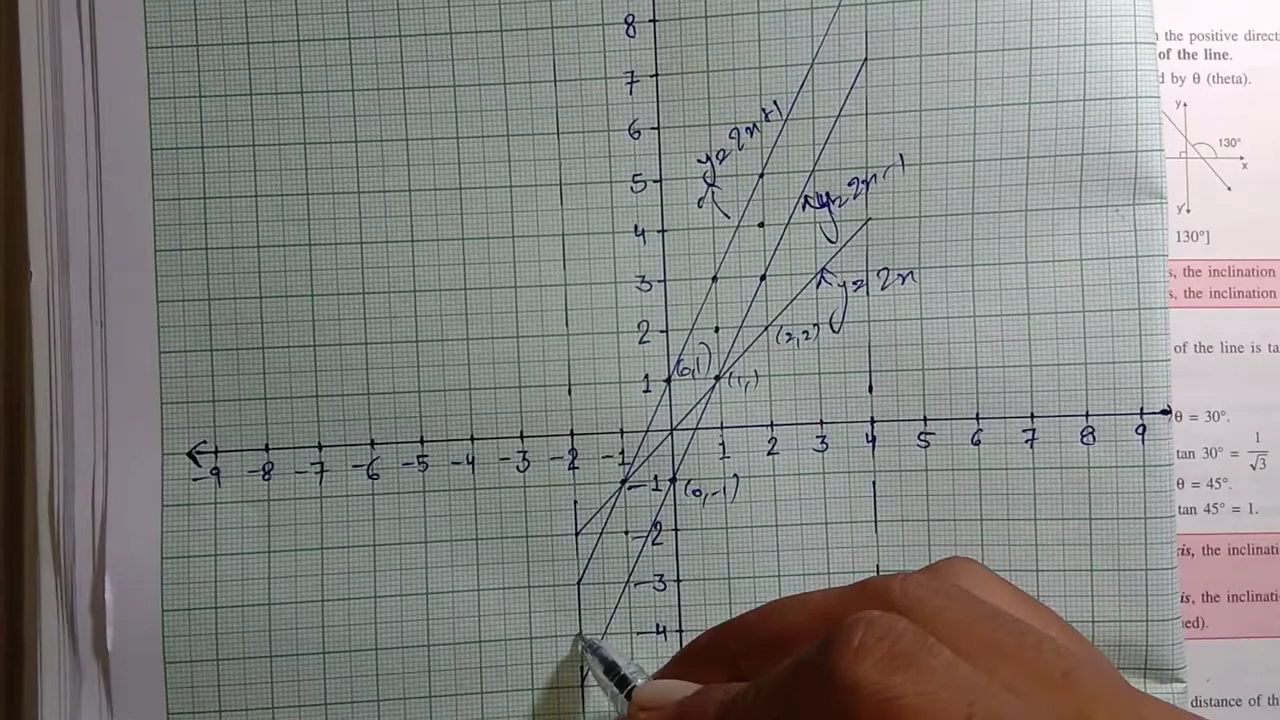 8
7
6
5
4
3
2
1
y=2x+1
y=2x-1
y=2x
(0,1)
(1,1)
(2,2)
(0,-1)
-9 -8 -7 -6 -5 -4 -3 -2 -1 1 2 3 4 5 6 7 8 9
-1
-2
-3
-4
the positive direct
of the line.
d by θ (theta).
y
130°
x
y'
130°]
s, the inclination
s, the inclination
of the line is ta
θ = 30°.
tan 30° = 1/√3
θ = 45°.
tan 45° = 1.
is, the inclinati
is, the inclinati
ed).
distance of th